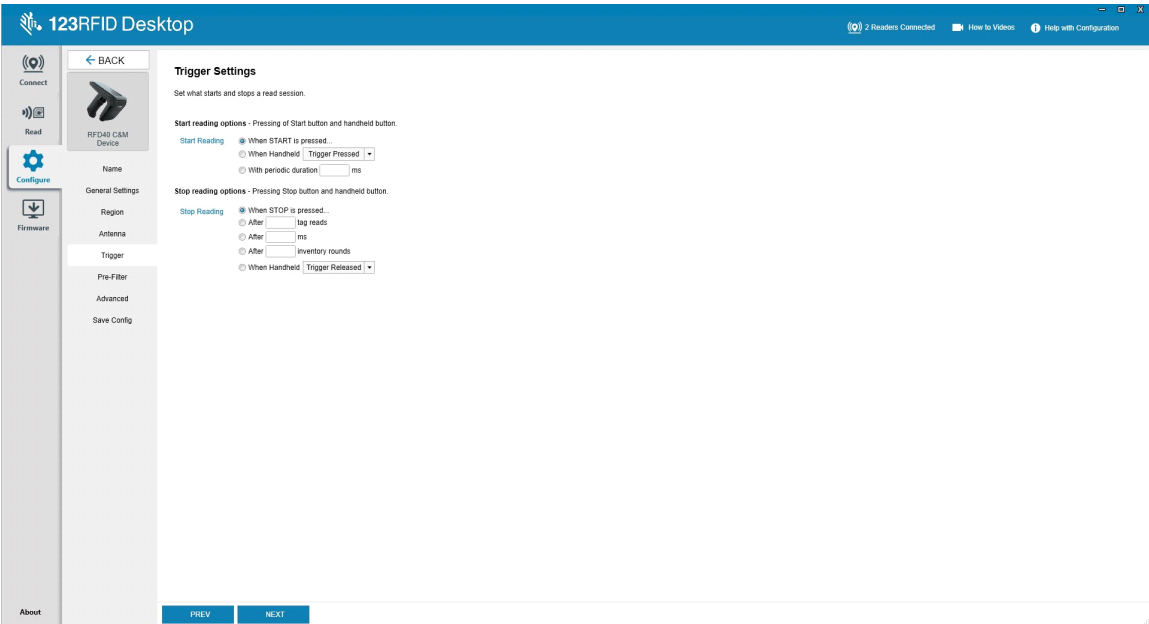 123RFID Desktop
2 Readers Connected
How to Videos
Help with Configuration
X
Connect
Read
Configure
Firmware
About
BACK
RFD40 C&M
Device
Name
General Settings
Region
Antenna
Trigger
Pre-Filter
Advanced
Save Config
Trigger Settings
Set what starts and stops a read session.
Start reading options - Pressing of Start button and handheld button.
Start Reading When START is pressed...
When Handheld Trigger Pressed
With periodic duration ms
Stop reading options - Pressing Stop button and handheld button.
Stop Reading When STOP is pressed...
After tag reads
After ms
After inventory rounds
When Handheld Trigger Released
PREV NEXT